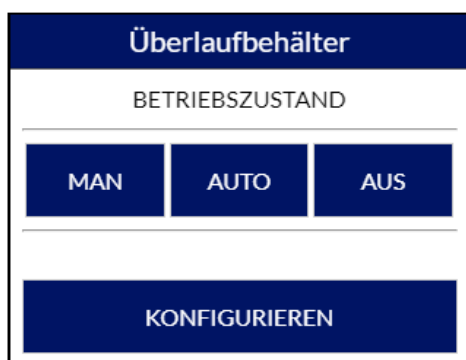 Überlaufbehälter
BETRIEBSZUSTAND
MAN AUTO AUS
KONFIGURIEREN